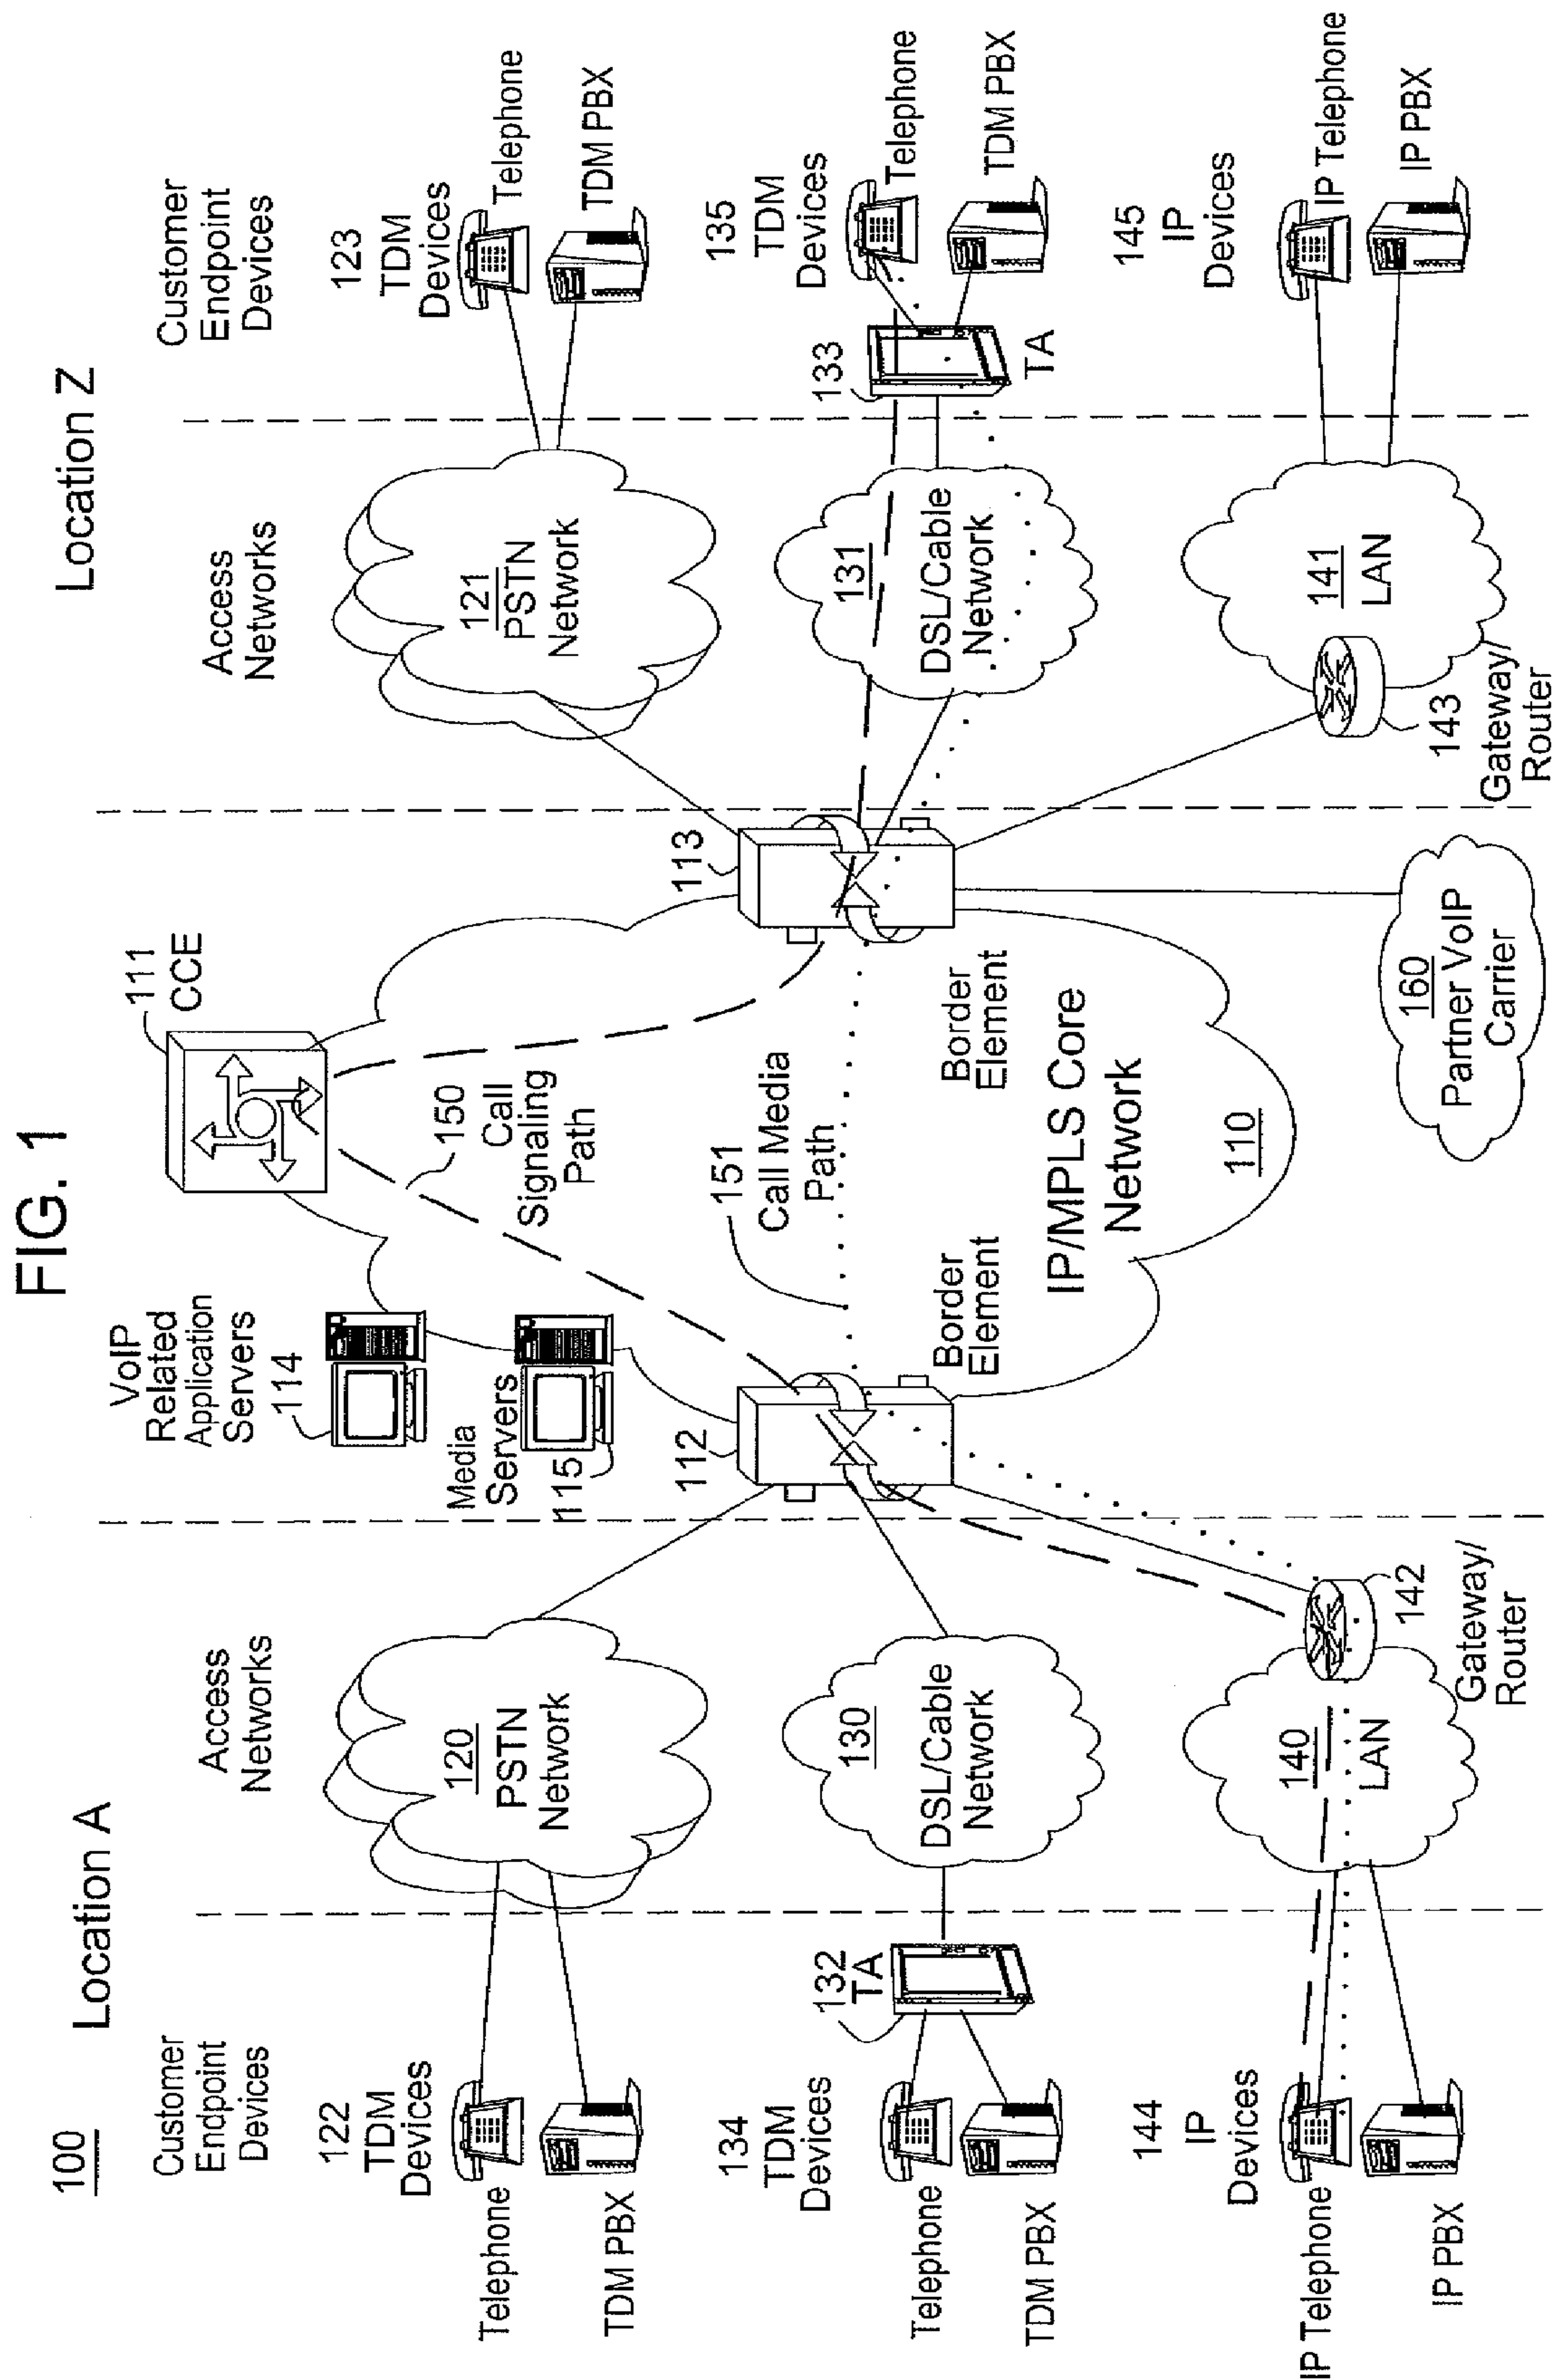 FIG. 1
100
Location A
Location Z
Customer
Endpoint
Devices
Access
Networks
VoIP
Related
Application
Servers
114
111
CCE
Access
Networks
Customer
Endpoint
Devices
122
TDM
Devices
Telephone
TDM PBX
120
PSTN
Network
Media
Servers
115
150
Call
Signaling
Path
121
PSTN
Network
123
TDM
Devices
Telephone
TDM PBX
134
TDM
Devices
Telephone
TDM PBX
132
TA
130
DSL/Cable
Network
112
Border
Element
151
Call Media
Path
113
Border
Element
IP/MPLS Core
Network
110
131
DSL/Cable
Network
133
TA
135
TDM
Devices
Telephone
TDM PBX
144
IP
Devices
IP Telephone
IP PBX
140
LAN
142
Gateway/
Router
160
Partner VoIP
Carrier
143
Gateway/
Router
141
LAN
145
IP
Devices
IP Telephone
IP PBX